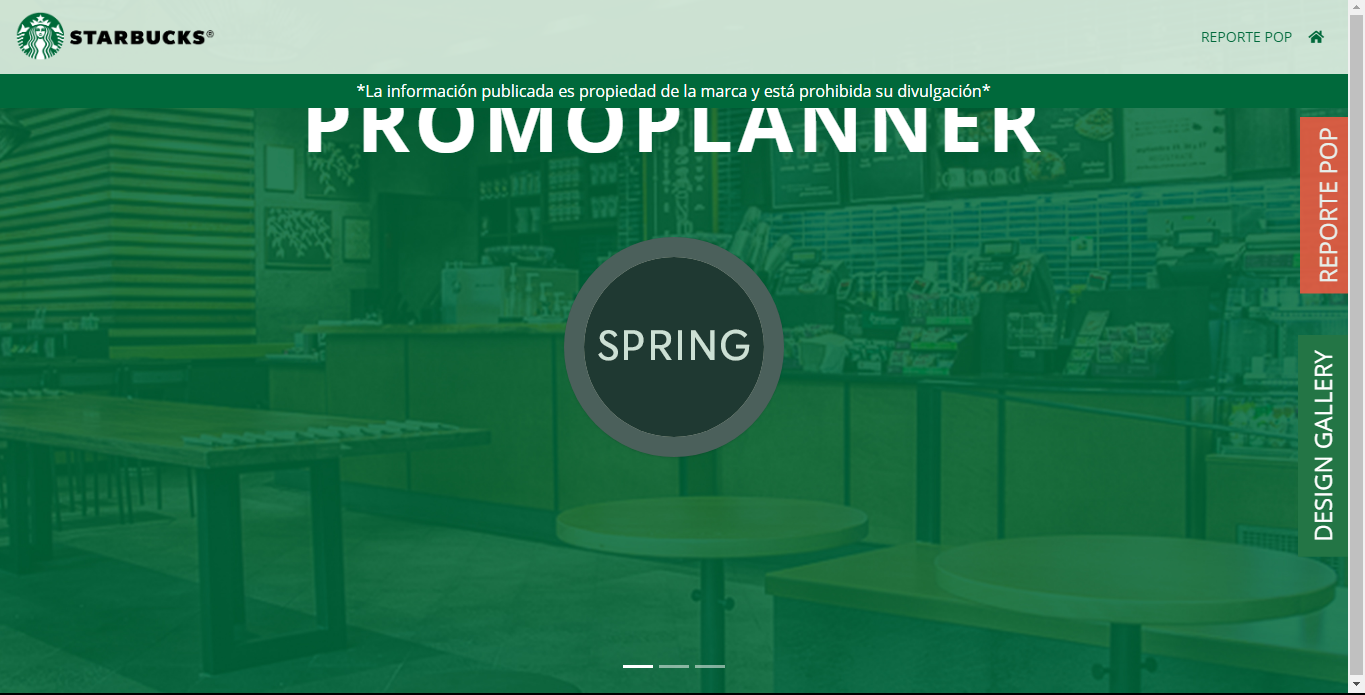 STARBUCKS®
REPORTE POP
*La información publicada es propiedad de la marca y está prohibida su divulgación*
PROMOPLANNER
REPORTE POP
SPRING
DESIGN GALLERY